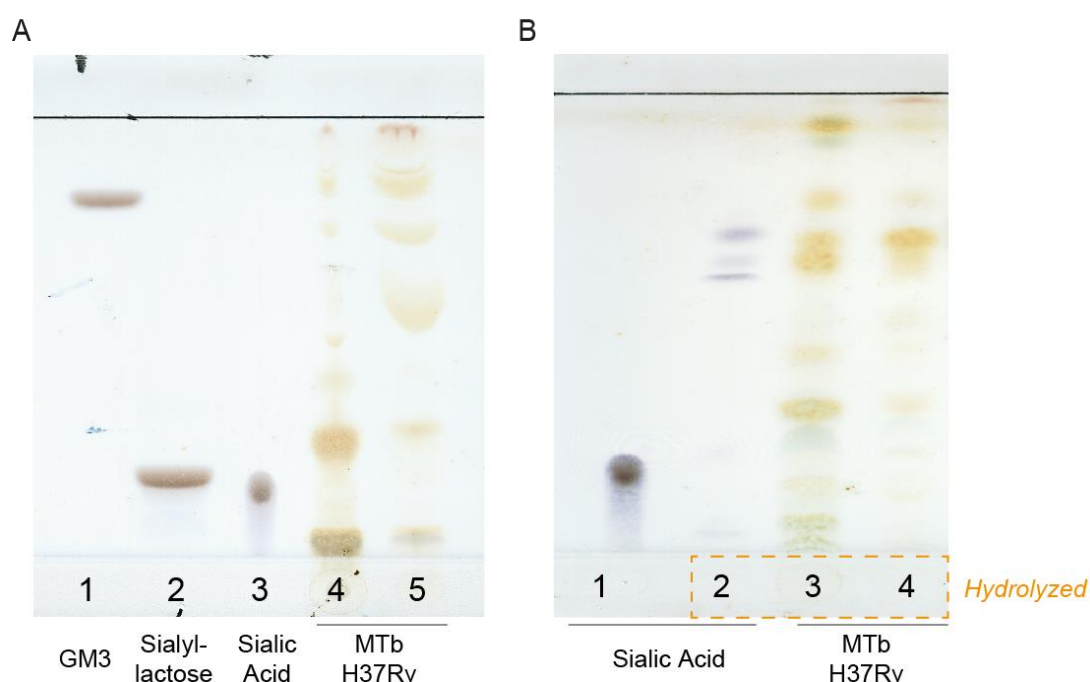 A
B
1 2 3 4 5
1 2 3 4
Hydrolyzed
GM3
Sialyl-
lactose
Sialic
Acid
MTb
H37Rv
Sialic Acid
MTb
H37Rv